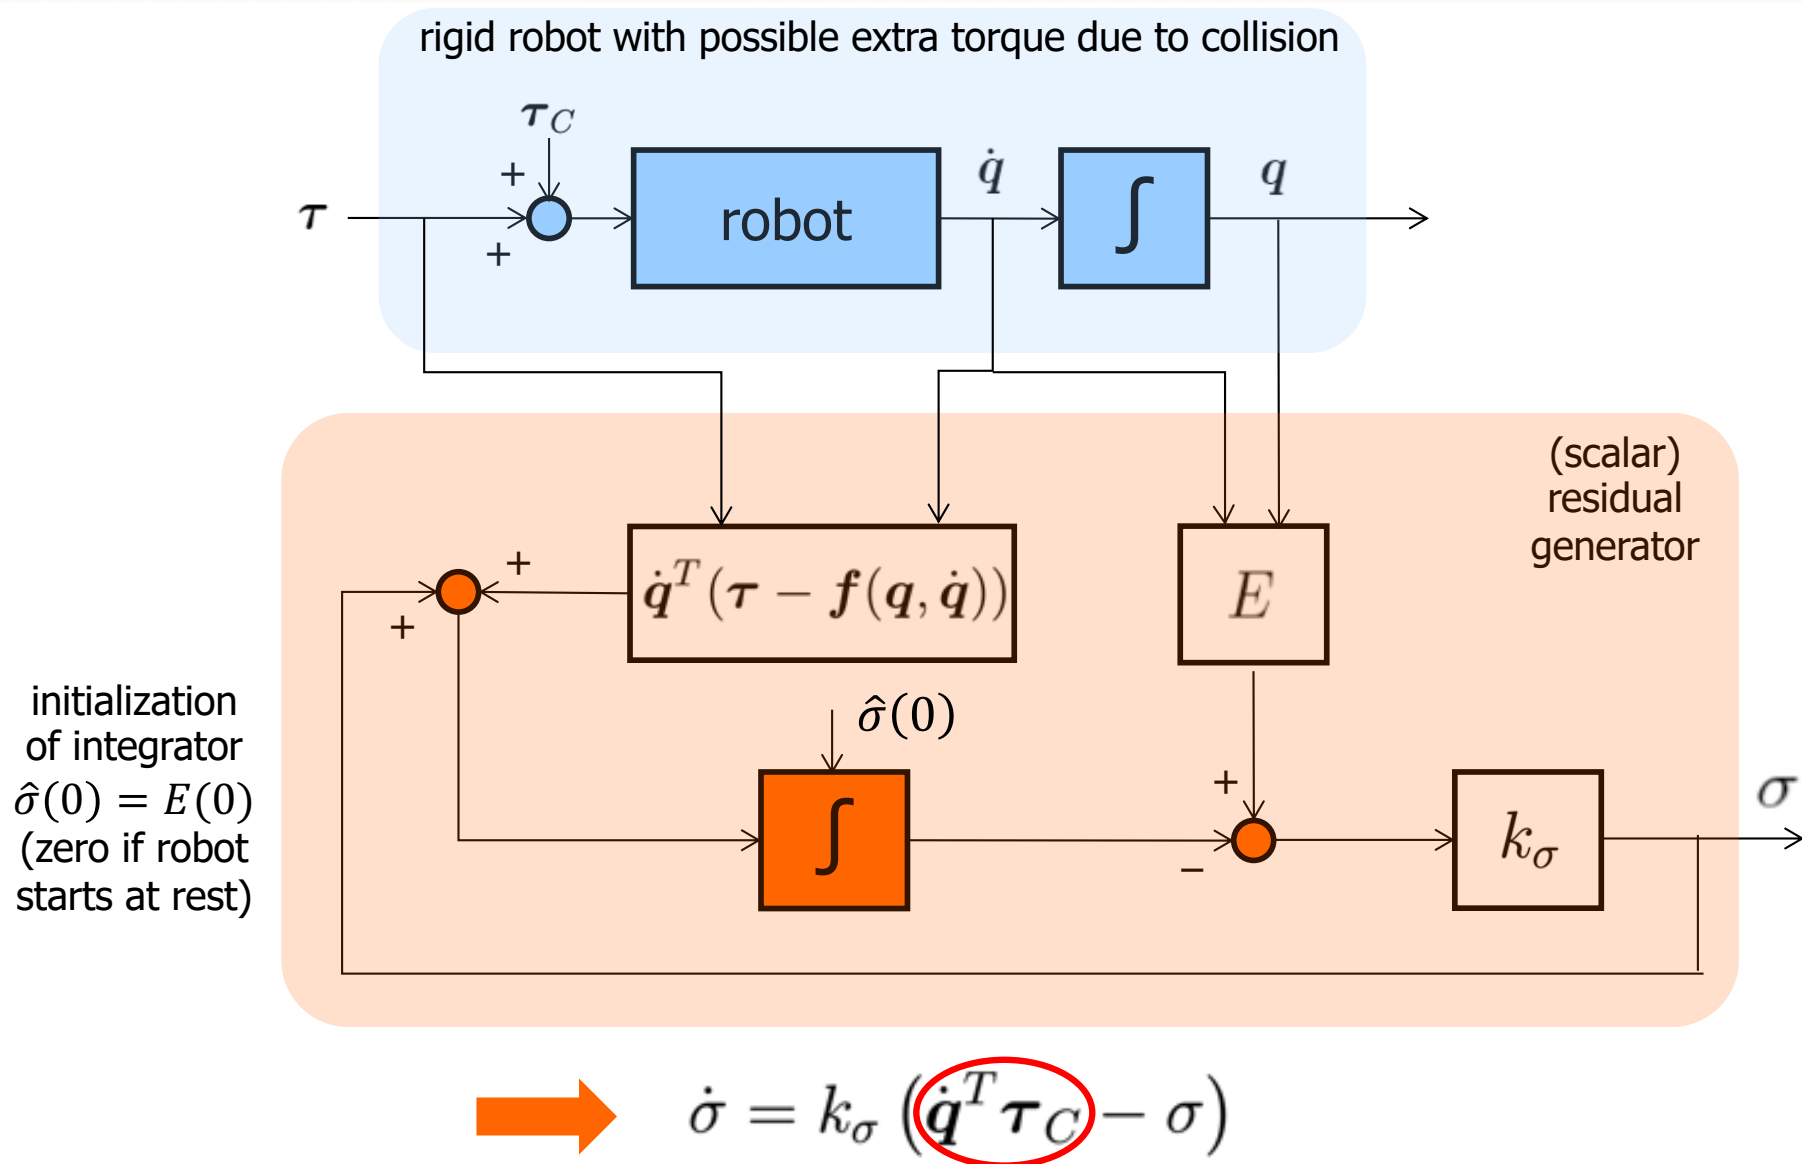 rigid robot with possible extra torque due to collision
τ_C
+
τ
+
robot
q̇
∫
q
(scalar)
residual
generator
+
+
q̇ᵀ(τ − f(q, q̇))
E
initialization
of integrator
σ̂(0) = E(0)
(zero if robot
starts at rest)
σ̂(0)
∫
+
−
k_σ
σ
σ̇ = k_σ (q̇ᵀ τ_C − σ)